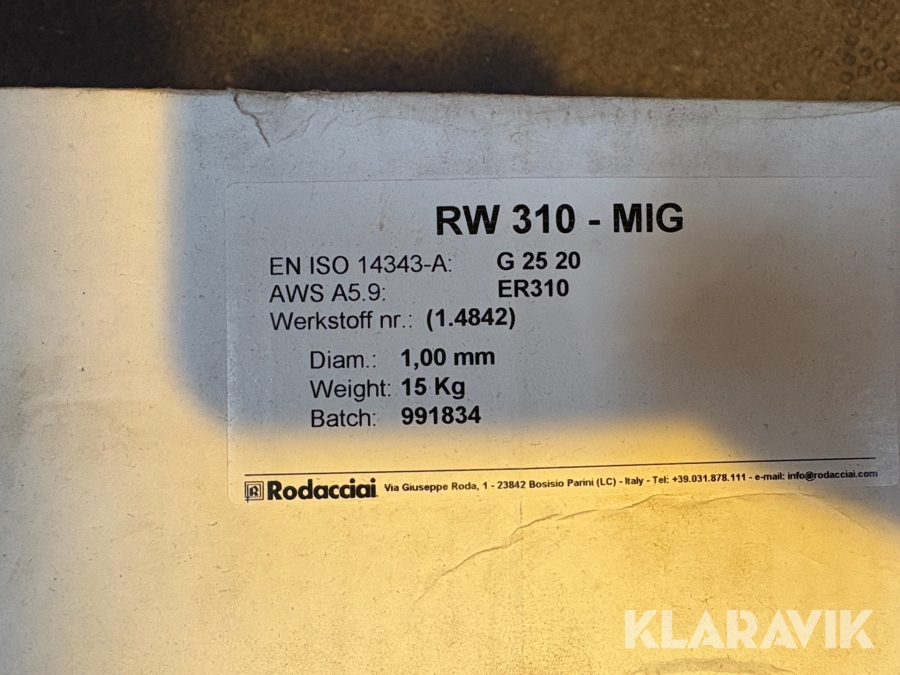 RW 310 - MIG
EN ISO 14343-A: G 25 20
AWS A5.9: ER310
Werkstoff nr.: (1.4842)
Diam.: 1,00 mm
Weight: 15 Kg
Batch: 991834
R Rodacciai Via Giuseppe Roda, 1 - 23842 Bosisio Parini (LC) - Italy - Tel: +39.031.878.111 - e-mail: info@rodacciai.com
KLARAVIK